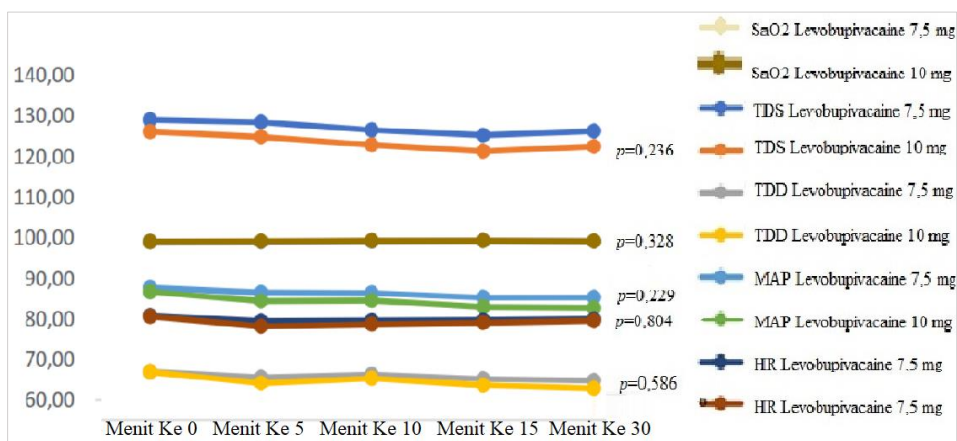 140,00
130,00
120,00
110,00
100,00
90,00
80,00
70,00
60,00
Menit Ke 0
Menit Ke 5
Menit Ke 10
Menit Ke 15
Menit Ke 30
p=0,236
p=0,328
p=0,229
p=0,804
p=0,586
SaO2 Levobupivacaine 7,5 mg
SaO2 Levobupivacaine 10 mg
TDS Levobupivacaine 7,5 mg
TDS Levobupivacaine 10 mg
TDD Levobupivacaine 7,5 mg
TDD Levobupivacaine 10 mg
MAP Levobupivacaine 7,5 mg
MAP Levobupivacaine 10 mg
HR Levobupivacaine 7.5 mg
HR Levobupivacaine 7,5 mg